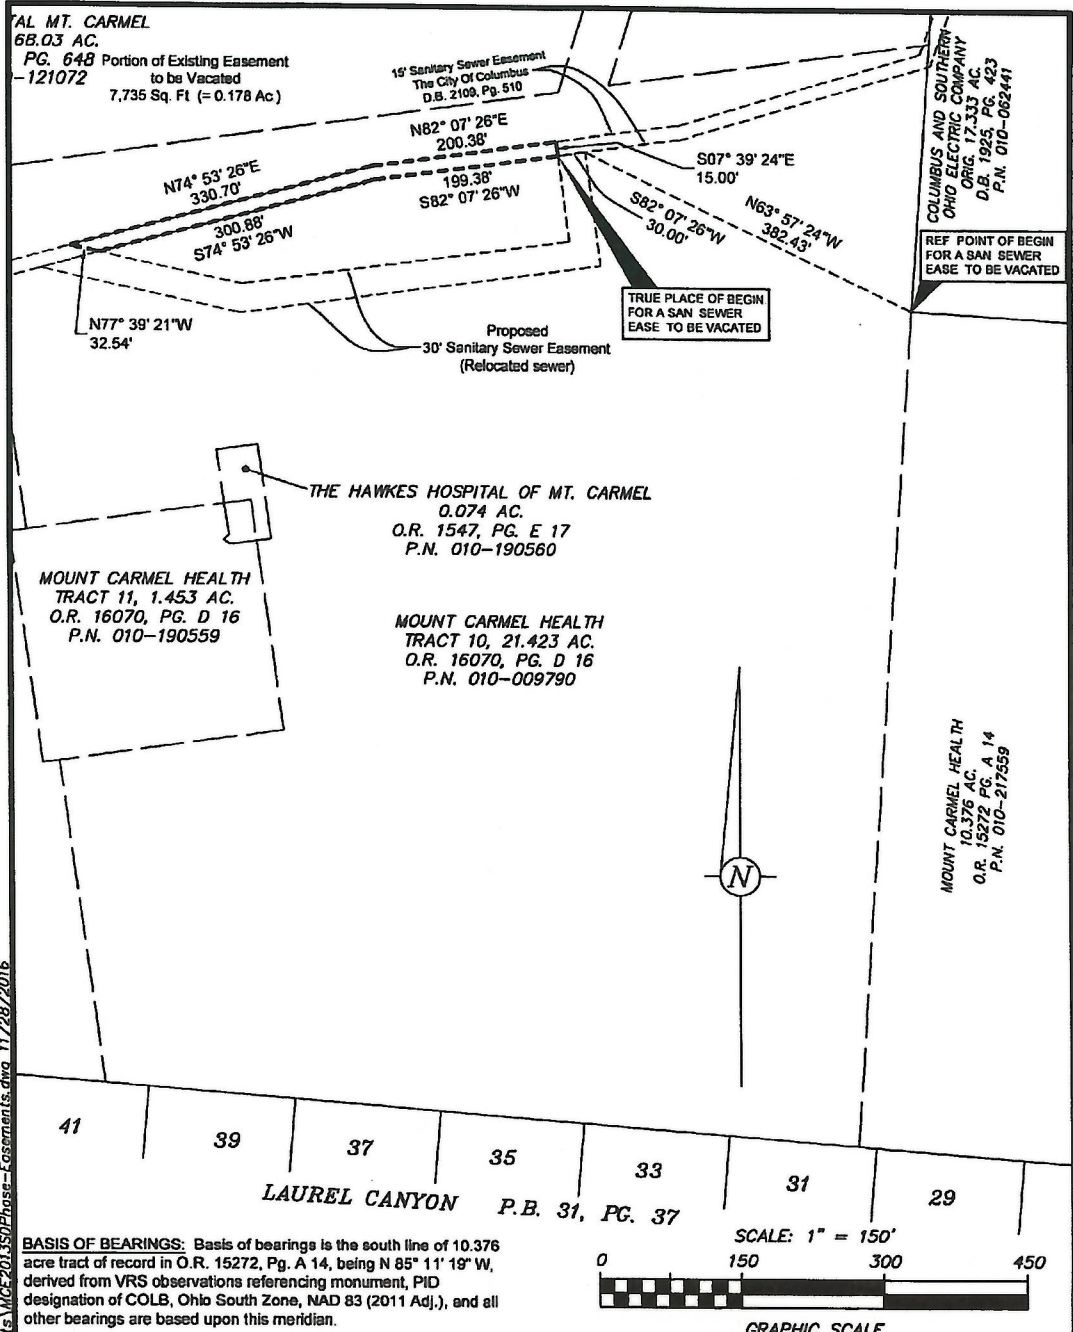 TAL MT. CARMEL
68.03 AC.
PG. 648
-121072
Portion of Existing Easement
to be Vacated
7,735 Sq. Ft (= 0.178 Ac)
15' Sanitary Sewer Easement
The City Of Columbus
D.B. 2109, Pg. 510
COLUMBUS AND SOUTHERN
OHIO ELECTRIC COMPANY
ORIG. 17.333 AC.
D.B. 1925, PG. 423
P.N. 010-062441
N82° 07' 26"E
200.38'
N74° 53' 26"E
330.70'
199.38'
S82° 07' 26"W
300.88'
S74° 53' 26"W
S07° 39' 24"E
15.00'
S82° 07' 26"W
30.00'
N63° 57' 24"W
382.43'
REF POINT OF BEGIN
FOR A SAN SEWER
EASE TO BE VACATED
TRUE PLACE OF BEGIN
FOR A SAN SEWER
EASE TO BE VACATED
N77° 39' 21"W
32.54'
Proposed
30' Sanitary Sewer Easement
(Relocated sewer)
THE HAWKES HOSPITAL OF MT. CARMEL
0.074 AC.
O.R. 1547, PG. E 17
P.N. 010-190560
MOUNT CARMEL HEALTH
TRACT 11, 1.453 AC.
O.R. 16070, PG. D 16
P.N. 010-190559
MOUNT CARMEL HEALTH
TRACT 10, 21.423 AC.
O.R. 16070, PG. D 16
P.N. 010-009790
MOUNT CARMEL HEALTH
10.376 AC.
O.R. 15272 PG. A 14
P.N. 010-217559
N
41
39
37
35
33
31
29
LAUREL CANYON P.B. 31, PG. 37
BASIS OF BEARINGS: Basis of bearings is the south line of 10.376
acre tract of record in O.R. 15272, Pg. A 14, being N 85° 11' 19" W,
derived from VRS observations referencing monument, PID
designation of COLB, Ohio South Zone, NAD 83 (2011 Adj.), and all
other bearings are based upon this meridian.
SCALE: 1" = 150'
0 150 300 450
GRAPHIC SCALE
s\MCE201350Phase-Easements.dwg 11/28/2016